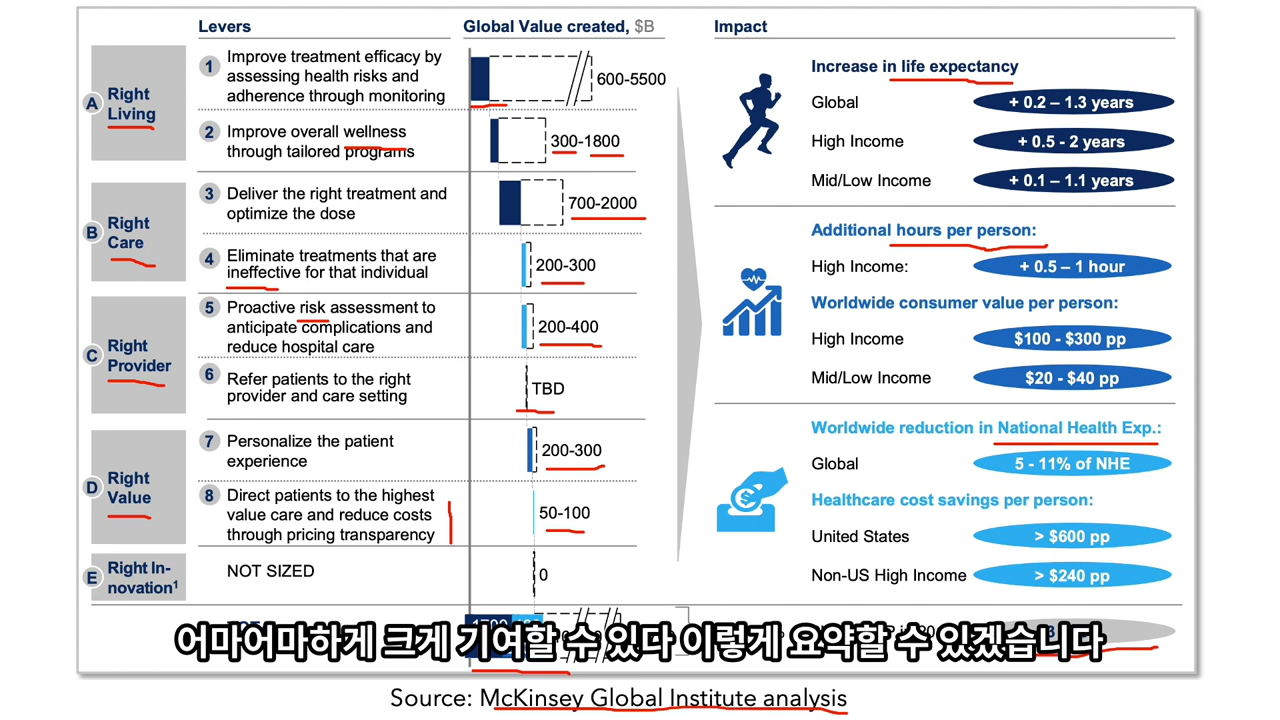 Levers
Global Value created, $B
Impact
A
Right
Living
1
Improve treatment efficacy by
assessing health risks and
adherence through monitoring
600-5500
2
Improve overall wellness
through tailored programs
300-1800
B
Right
Care
3
Deliver the right treatment and
optimize the dose
700-2000
4
Eliminate treatments that are
ineffective for that individual
200-300
C
Right
Provider
5
Proactive risk assessment to
anticipate complications and
reduce hospital care
200-400
6
Refer patients to the right
provider and care setting
TBD
D
Right
Value
7
Personalize the patient
experience
200-300
8
Direct patients to the highest
value care and reduce costs
through pricing transparency
50-100
E
Right In-
novation1
NOT SIZED
0
Increase in life expectancy
Global + 0.2 – 1.3 years
High Income + 0.5 - 2 years
Mid/Low Income + 0.1 – 1.1 years
Additional hours per person:
High Income: + 0.5 – 1 hour
Worldwide consumer value per person:
High Income $100 - $300 pp
Mid/Low Income $20 - $40 pp
Worldwide reduction in National Health Exp.:
Global 5 - 11% of NHE
Healthcare cost savings per person:
United States > $600 pp
Non-US High Income > $240 pp
어마어마하게 크게 기여할 수 있다 이렇게 요약할 수 있겠습니다
Source: McKinsey Global Institute analysis